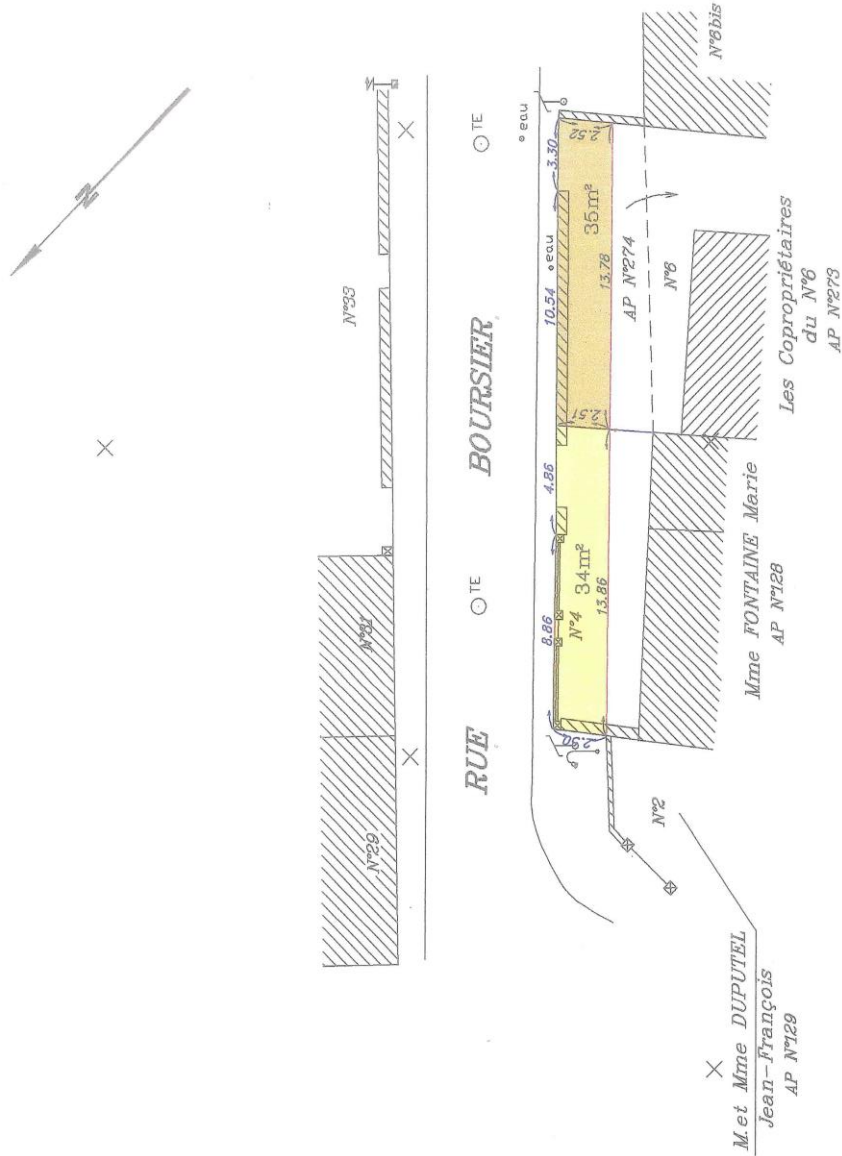 N
N°33
N°31
N°29
RUE BOURSIER
TE
TE
eau
eau
3.30
10.54
4.86
8.86
2.52
35m²
13.78
2.51
34m²
13.86
N°4
2.50
AP N°274
N°6
N°6bis
N°2
Les Copropriétaires
du N°6
AP N°273
Mme FONTAINE Marie
AP N°128
M.et Mme DUPUTEL
Jean-François
AP N°129